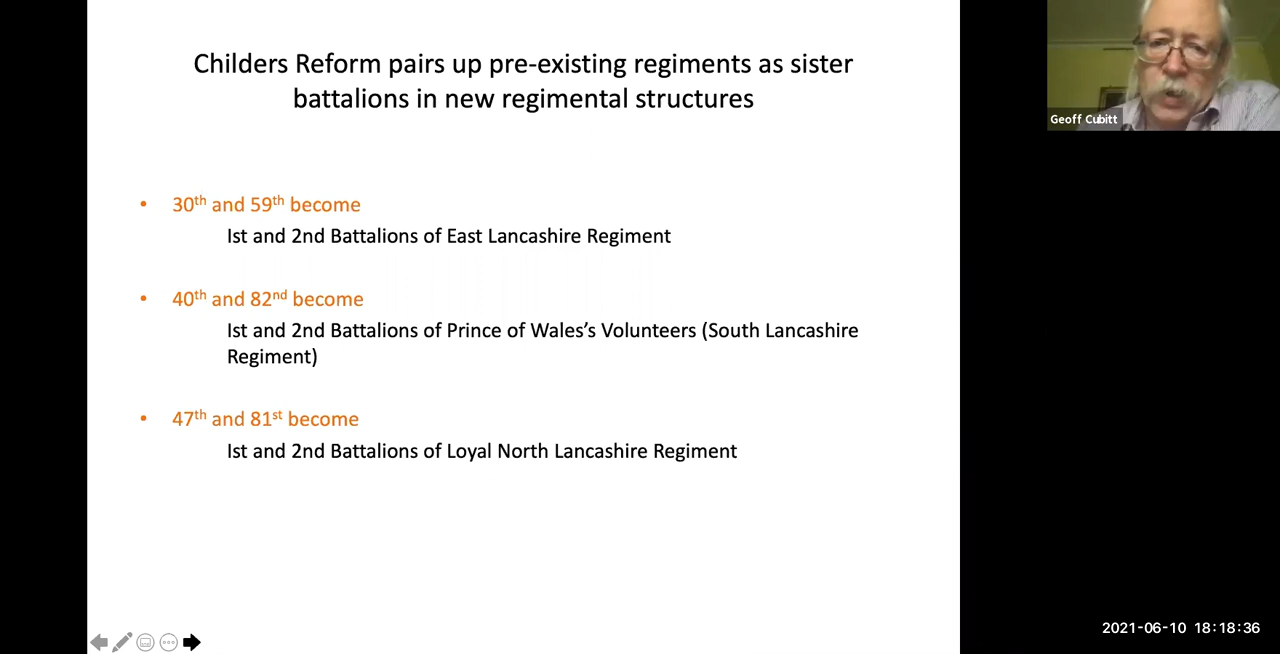 Childers Reform pairs up pre-existing regiments as sister
battalions in new regimental structures
• 30th and 59th become
Ist and 2nd Battalions of East Lancashire Regiment
• 40th and 82nd become
Ist and 2nd Battalions of Prince of Wales’s Volunteers (South Lancashire
Regiment)
• 47th and 81st become
Ist and 2nd Battalions of Loyal North Lancashire Regiment
Geoff Cubitt
2021-06-10 18:18:36